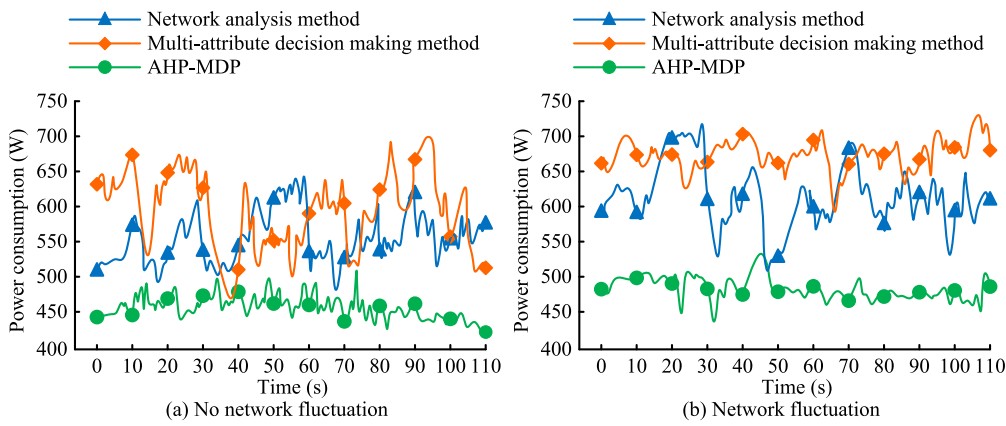 Network analysis method
Multi-attribute decision making method
AHP-MDP
Power consumption (W)
750
700
650
600
550
500
450
400
0 10 20 30 40 50 60 70 80 90 100 110
Time (s)
(a) No network fluctuation
Network analysis method
Multi-attribute decision making method
AHP-MDP
Power consumption (W)
750
700
650
600
550
500
450
400
0 10 20 30 40 50 60 70 80 90 100 110
Time (s)
(b) Network fluctuation